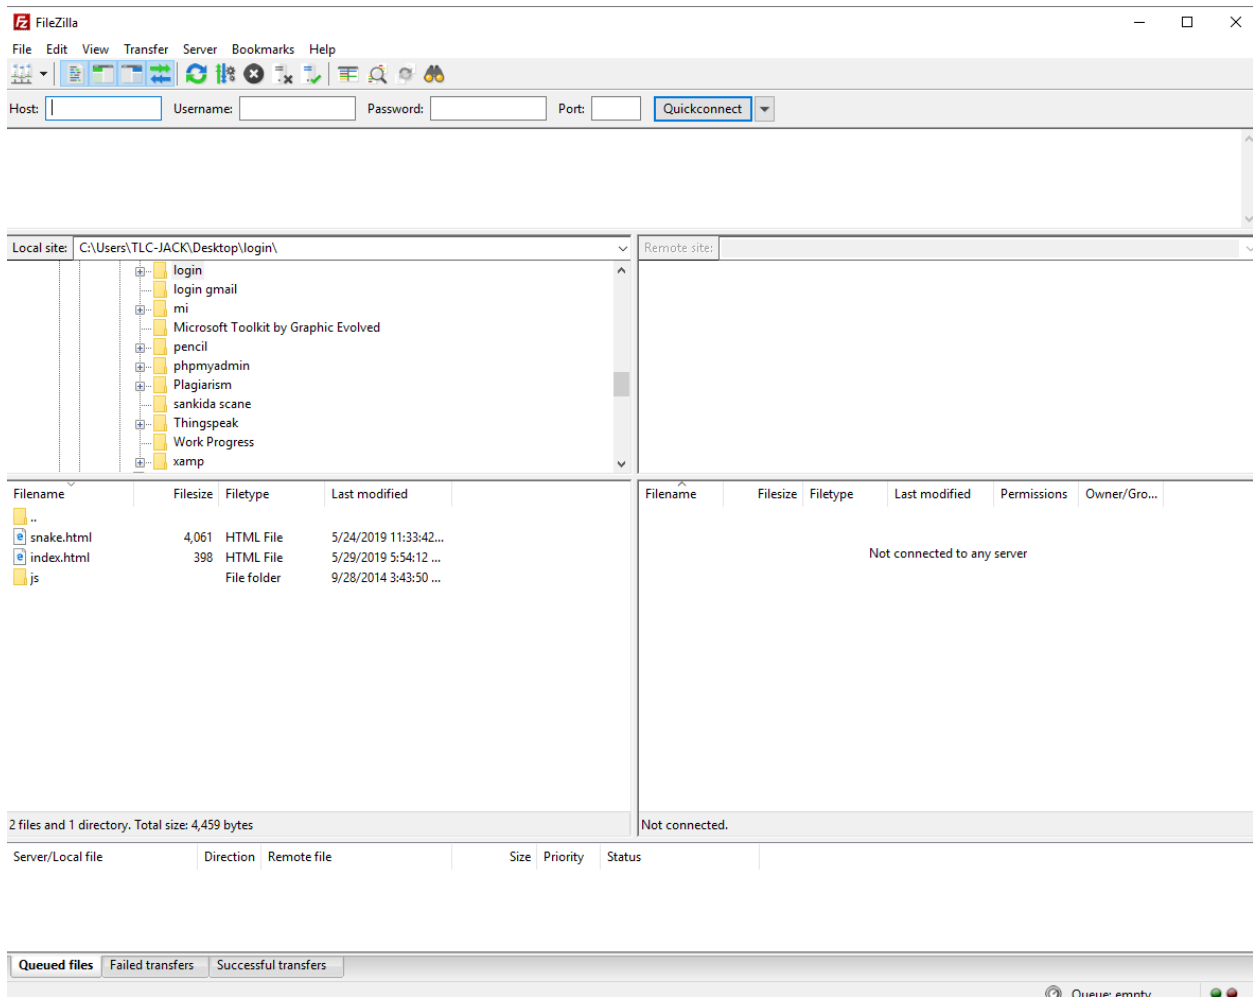 FileZilla
File Edit View Transfer Server Bookmarks Help
Host: Username: Password: Port: Quickconnect
Local site: C:\Users\TLC-JACK\Desktop\login\
login
login gmail
mi
Microsoft Toolkit by Graphic Evolved
pencil
phpmyadmin
Plagiarism
sankida scane
Thingspeak
Work Progress
xamp
Remote site:
Filename Filesize Filetype Last modified
..
snake.html 4,061 HTML File 5/24/2019 11:33:42...
index.html 398 HTML File 5/29/2019 5:54:12 ...
js File folder 9/28/2014 3:43:50 ...
2 files and 1 directory. Total size: 4,459 bytes
Filename Filesize Filetype Last modified Permissions Owner/Gro...
Not connected to any server
Not connected.
Server/Local file Direction Remote file Size Priority Status
Queued files Failed transfers Successful transfers
Queue: empty